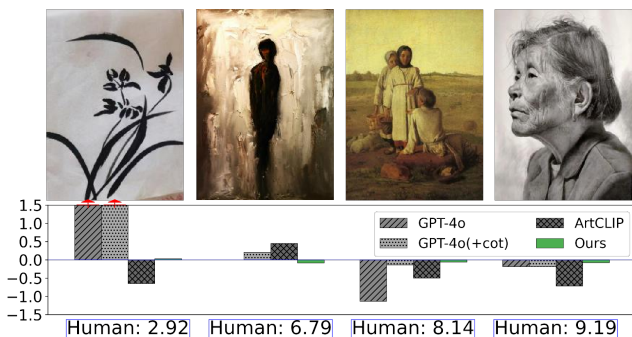 1.5
1.0
0.5
0.0
−0.5
−1.0
−1.5
GPT-4o
GPT-4o(+cot)
ArtCLIP
Ours
Human: 2.92
Human: 6.79
Human: 8.14
Human: 9.19